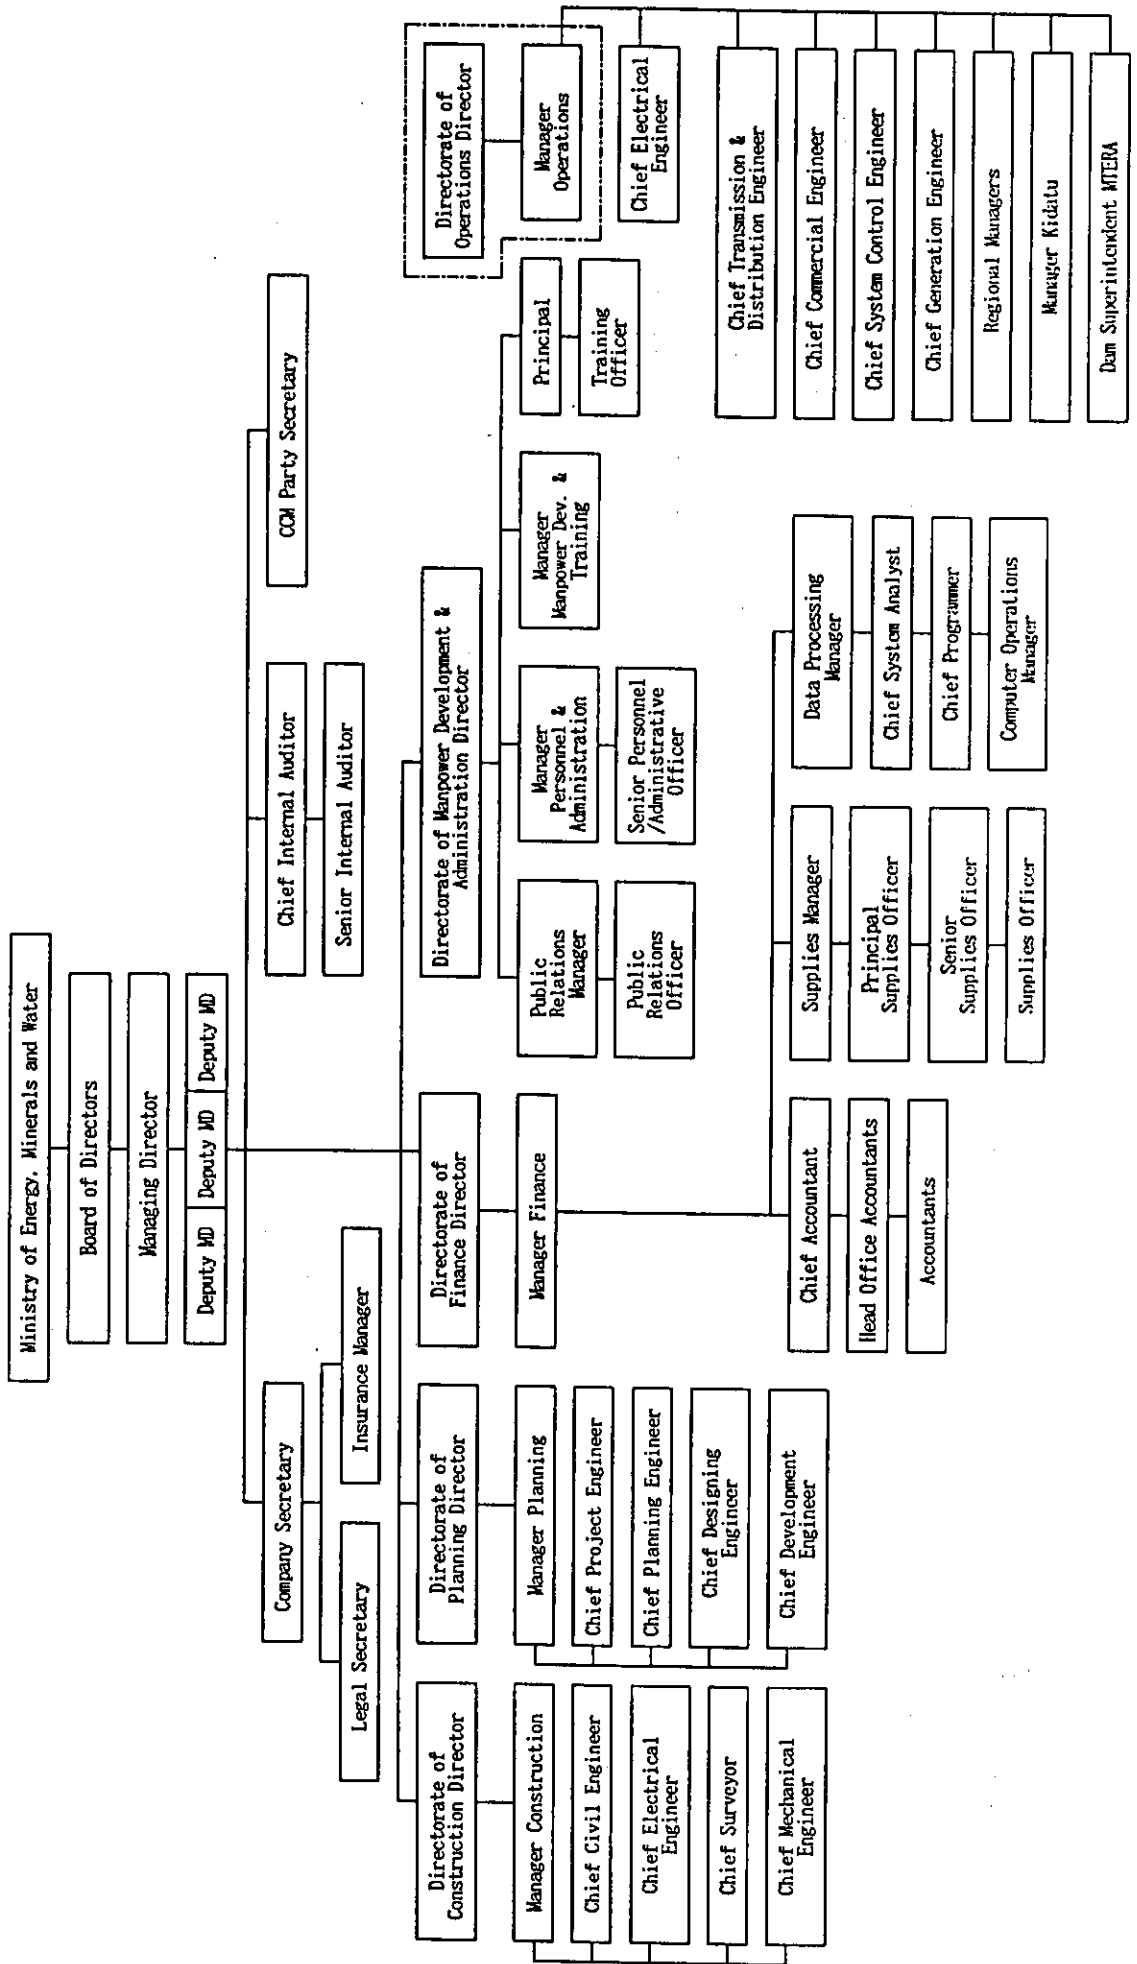 Ministry of Energy. Minerals and Water
Board of Directors
Managing Director
Deputy MD
Deputy MD
Deputy MD
Company Secretary
Chief Internal Auditor
CCM Party Secretary
Legal Secretary
Insurance Manager
Senior Internal Auditor
Directorate of
Construction Director
Directorate of
Planning Director
Directorate of
Finance Director
Directorate of Manpower Development &
Administration Director
Directorate of
Operations Director
Manager Construction
Chief Civil Engineer
Chief Electrical
Engineer
Chief Surveyor
Chief Mechanical
Engineer
Manager Planning
Chief Project Engineer
Chief Planning Engineer
Chief Designing
Engineer
Chief Development
Engineer
Manager Finance
Public
Relations
Manager
Public
Relations
Officer
Manager
Personnel &
Administration
Senior Personnel
/Administrative
Officer
Manager
Manpower Dev. &
Training
Principal
Training
Officer
Manager
Operations
Chief Electrical
Engineer
Chief Transmission &
Distribution Engineer
Chief Commercial Engineer
Chief System Control Engineer
Chief Generation Engineer
Regional Managers
Manager Kidatu
Dam Superintendent MTERA
Chief Accountant
Head Office Accountants
Accountants
Supplies Manager
Principal
Supplies Officer
Senior
Supplies Officer
Supplies Officer
Data Processing
Manager
Chief System Analyst
Chief Programmer
Computer Operations
Manager